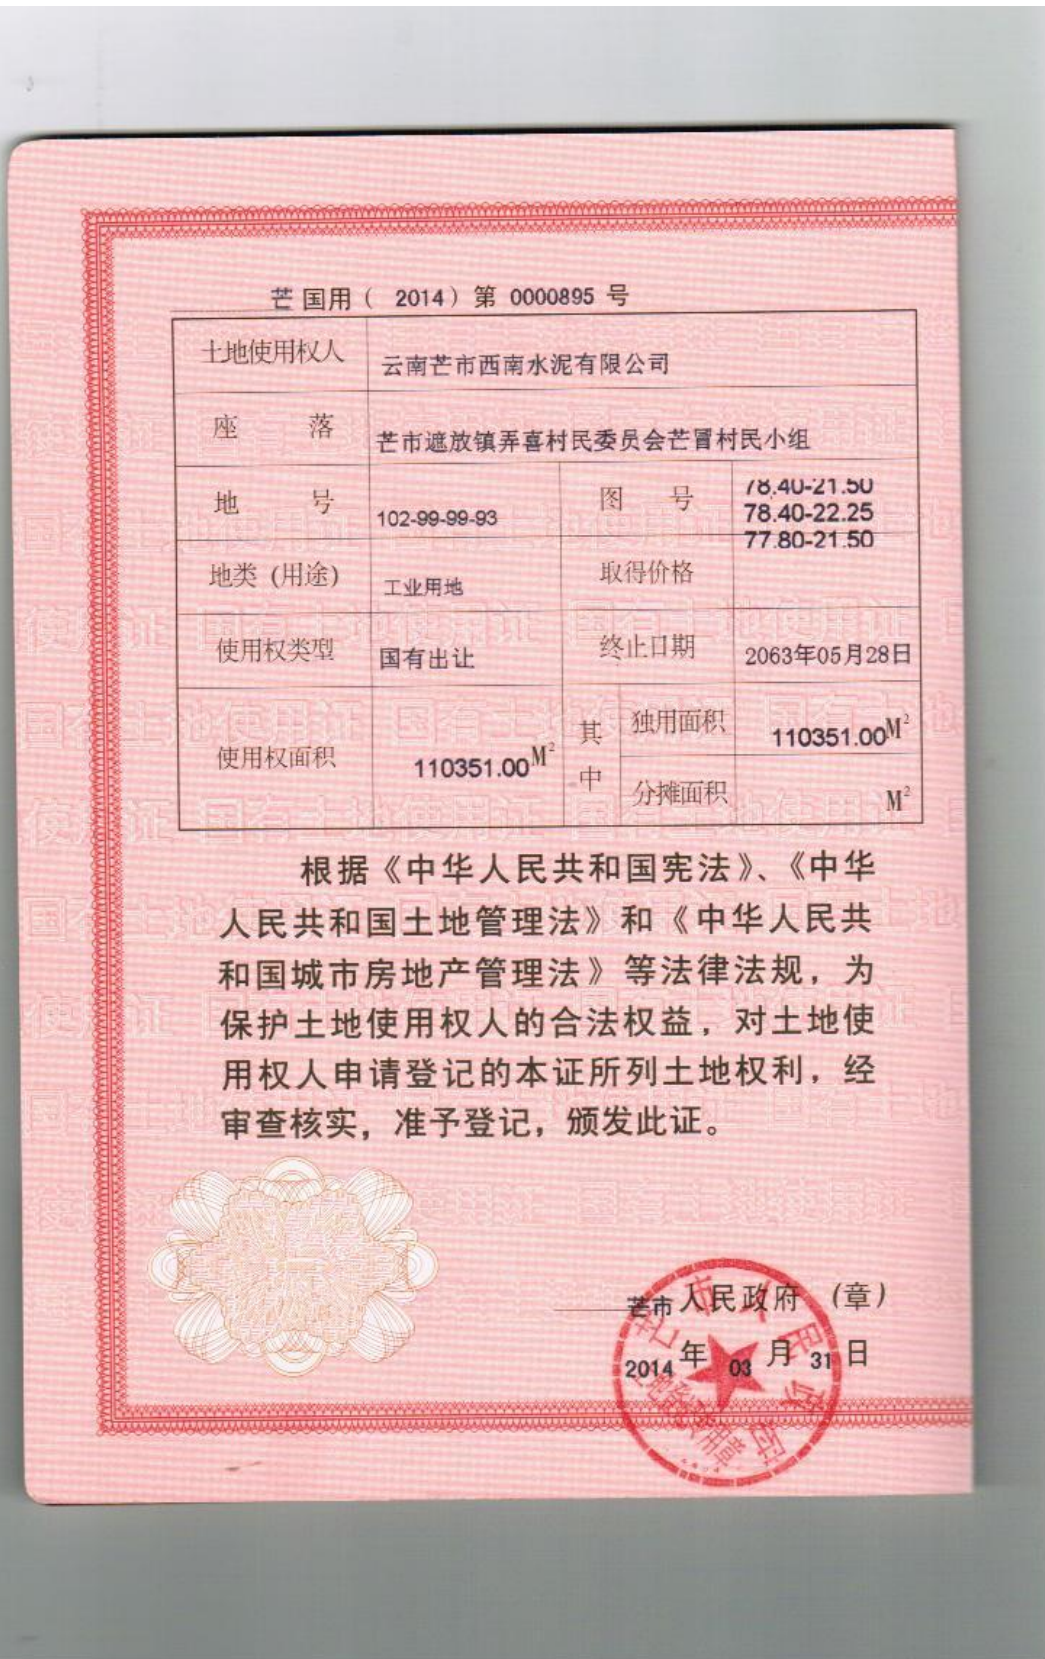 芒国用（ 2014）第 0000895 号
土地使用权人
云南芒市西南水泥有限公司
座 落
芒市遮放镇弄喜村民委员会芒冒村民小组
地 号
102-99-99-93
图 号
78.40-21.50
78.40-22.25
77.80-21.50
地类（用途）
工业用地
取得价格
使用权类型
国有出让
终止日期
2063年05月28日
使用权面积
110351.00M²
其中
独用面积
110351.00M²
分摊面积
M²
根据《中华人民共和国宪法》、《中华
人民共和国土地管理法》和《中华人民共
和国城市房地产管理法》等法律法规，为
保护土地使用权人的合法权益，对土地使
用权人申请登记的本证所列土地权利，经
审查核实，准予登记，颁发此证。
芒市人民政府 （章）
2014 年 03 月 31 日
芒市人民政府